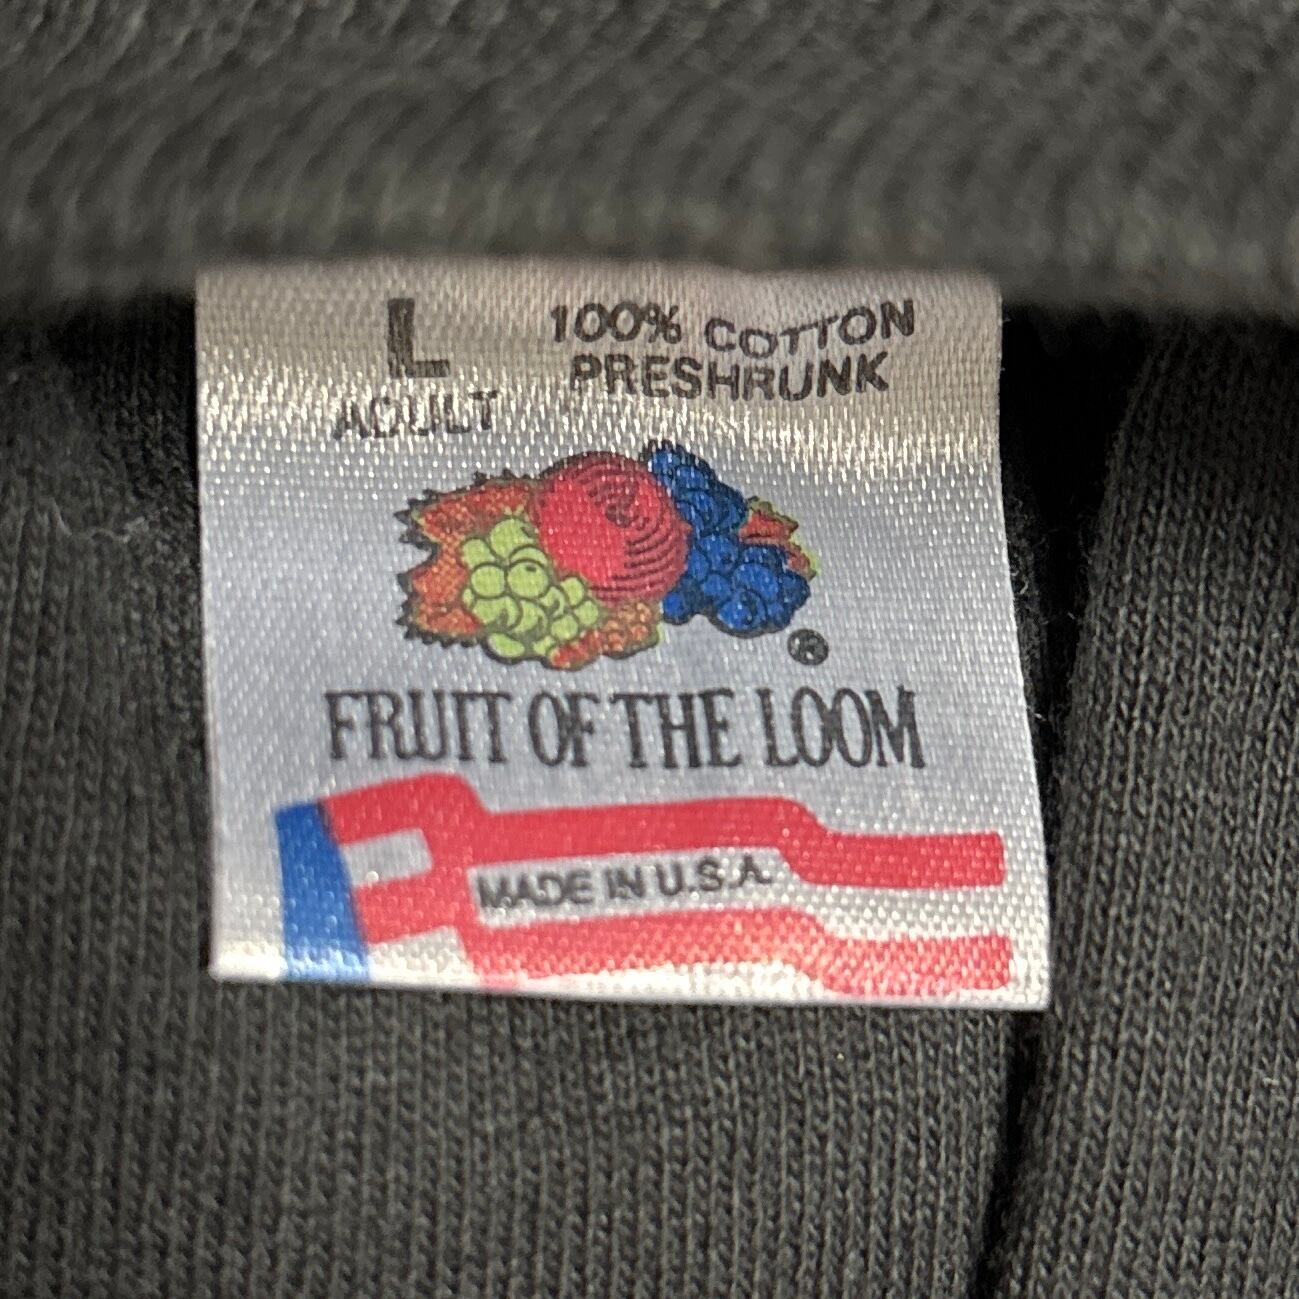 L
ADULT
100% COTTON
PRESHRUNK
®
FRUIT OF THE LOOM
MADE IN U.S.A.